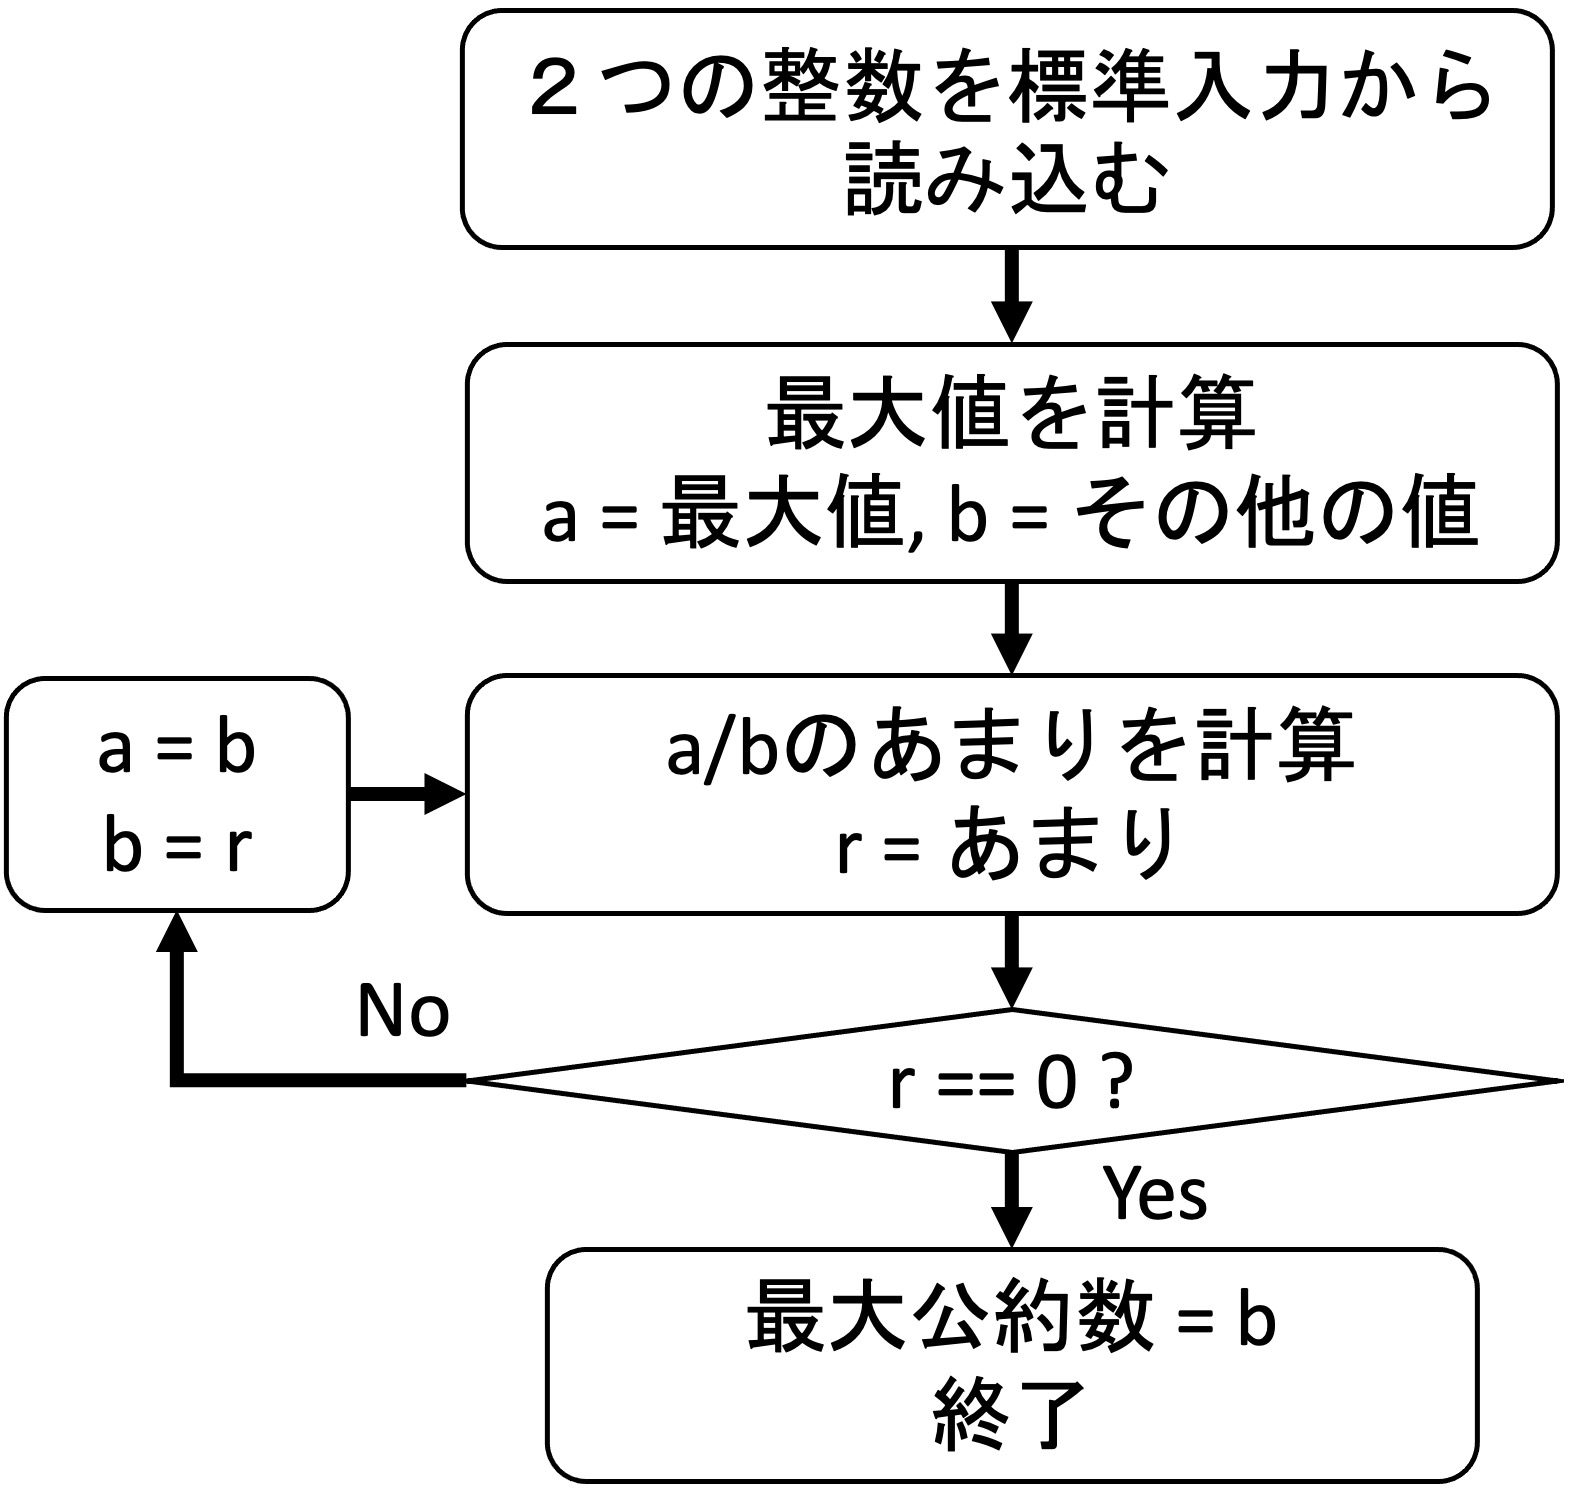 ２つの整数を標準入力から
読み込む
最大値を計算
a = 最大値, b = その他の値
a = b
b = r
a/bのあまりを計算
r = あまり
No
r == 0 ?
Yes
最大公約数 = b
終了